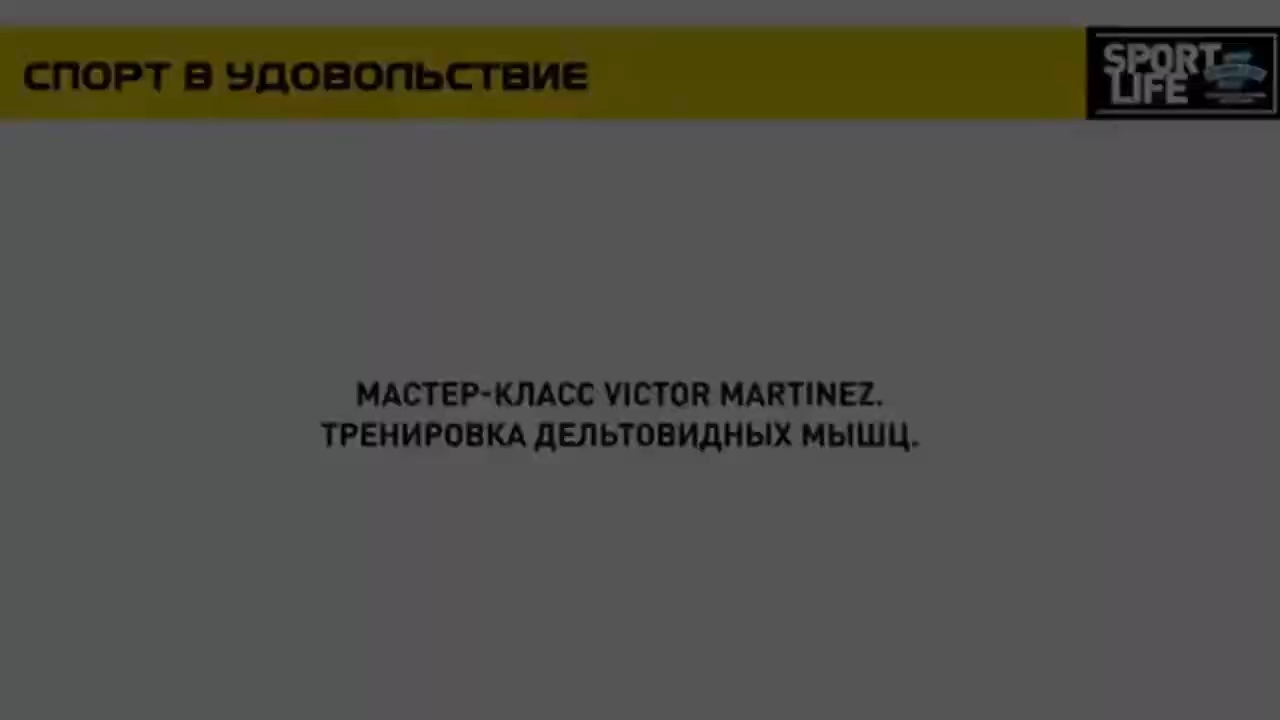 СПОРТ В УДОВОЛЬСТВИЕ
SPORT
LIFE
МАСТЕР-КЛАСС VICTOR MARTINEZ.
ТРЕНИРОВКА ДЕЛЬТОВИДНЫХ МЫШЦ.